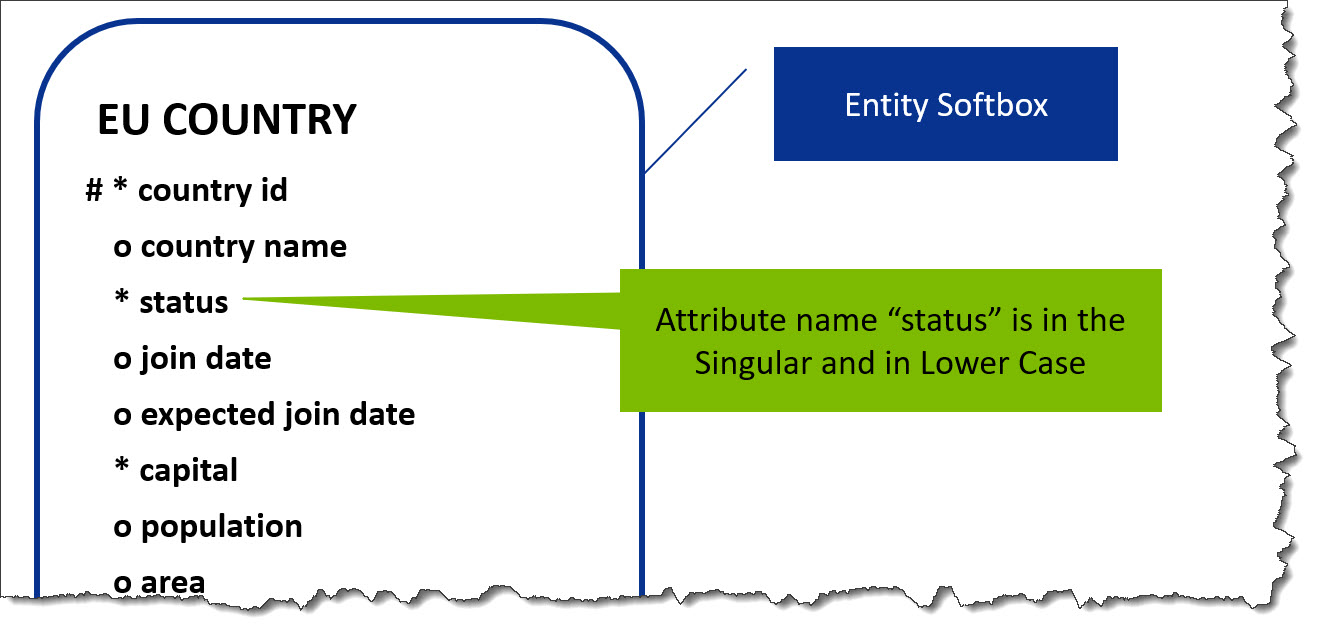 EU COUNTRY
# * country id
o country name
* status
o join date
o expected join date
* capital
o population
o area
Entity Softbox
Attribute name “status” is in the
Singular and in Lower Case